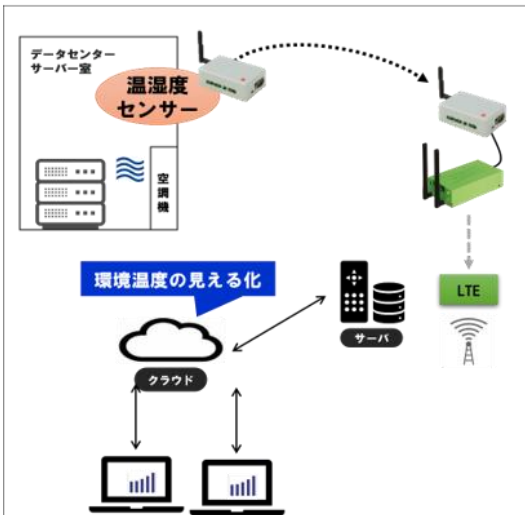 データセンター
サーバー室
温湿度
センサー
空調機
LTE
環境温度の見える化
サーバ
クラウド